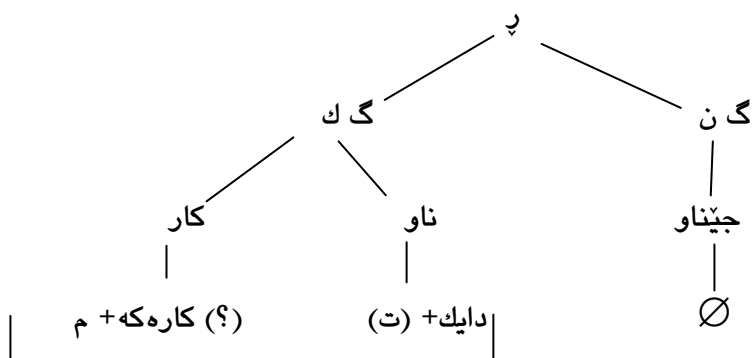 ڕ
گ ن گ ك
جێناو ناو كار
∅ دایك+ (ت) (؟) كارەكە+ م